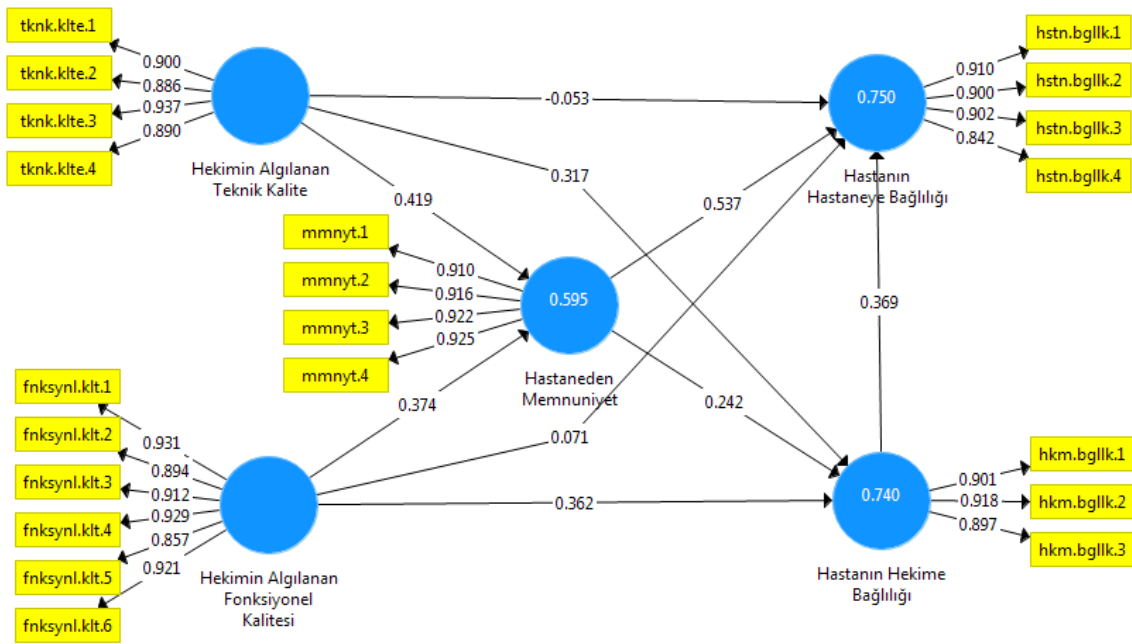 tknk.klte.1
tknk.klte.2
tknk.klte.3
tknk.klte.4
0.900
0.886
0.937
0.890
Hekimin Algılanan
Teknik Kalite
-0.053
0.317
0.419
0.750
Hastanın
Hastaneye Bağlılığı
0.910
0.900
0.902
0.842
hstn.bgllk.1
hstn.bgllk.2
hstn.bgllk.3
hstn.bgllk.4
mmnyt.1
mmnyt.2
mmnyt.3
mmnyt.4
0.910
0.916
0.922
0.925
0.595
Hastaneden
Memnuniyet
0.537
0.369
0.374
0.242
0.071
0.362
fnksynl.klt.1
fnksynl.klt.2
fnksynl.klt.3
fnksynl.klt.4
fnksynl.klt.5
fnksynl.klt.6
0.931
0.894
0.912
0.929
0.857
0.921
Hekimin Algılanan
Fonksiyonel
Kalitesi
0.740
Hastanın Hekime
Bağlılığı
0.901
0.918
0.897
hkm.bgllk.1
hkm.bgllk.2
hkm.bgllk.3